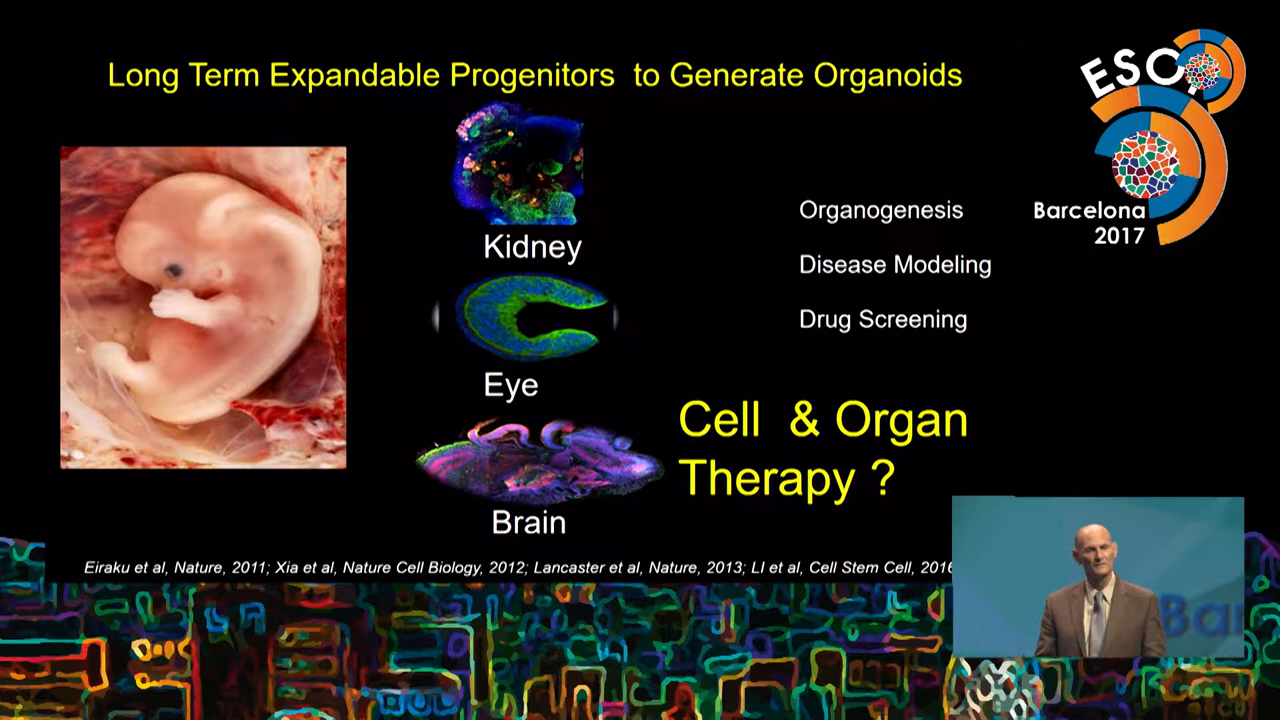 Long Term Expandable Progenitors to Generate Organoids
ESOT
Barcelona
2017
Kidney
Eye
Brain
Organogenesis
Disease Modeling
Drug Screening
Cell & Organ
Therapy ?
Eiraku et al, Nature, 2011; Xia et al, Nature Cell Biology, 2012; Lancaster et al, Nature, 2013; LI et al, Cell Stem Cell, 2016
Bar